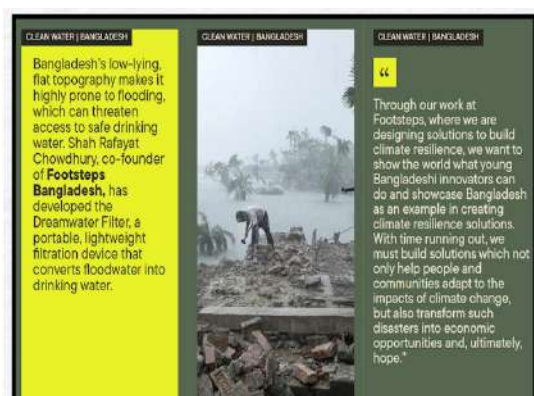 CLEAN WATER | BANGLADESH
Bangladesh's low-lying,
flat topography makes it
highly prone to flooding,
which can threaten
access to safe drinking
water. Shah Rafayat
Chowdhury, co-founder
of Footsteps
Bangladesh, has
developed the
Dreamwater Filter, a
portable, lightweight
filtration device that
converts floodwater into
drinking water.
CLEAN WATER | BANGLADESH
CLEAN WATER | BANGLADESH
“
Through our work at
Footsteps, where we are
designing solutions to build
climate resilience, we want to
show the world what young
Bangladeshi innovators can
do and showcase Bangladesh
as an example in creating
climate resilience solutions.
With time running out, we
must build solutions which not
only help people and
communities adapt to the
impacts of climate change,
but also transform such
disasters into economic
opportunities and, ultimately,
hope."